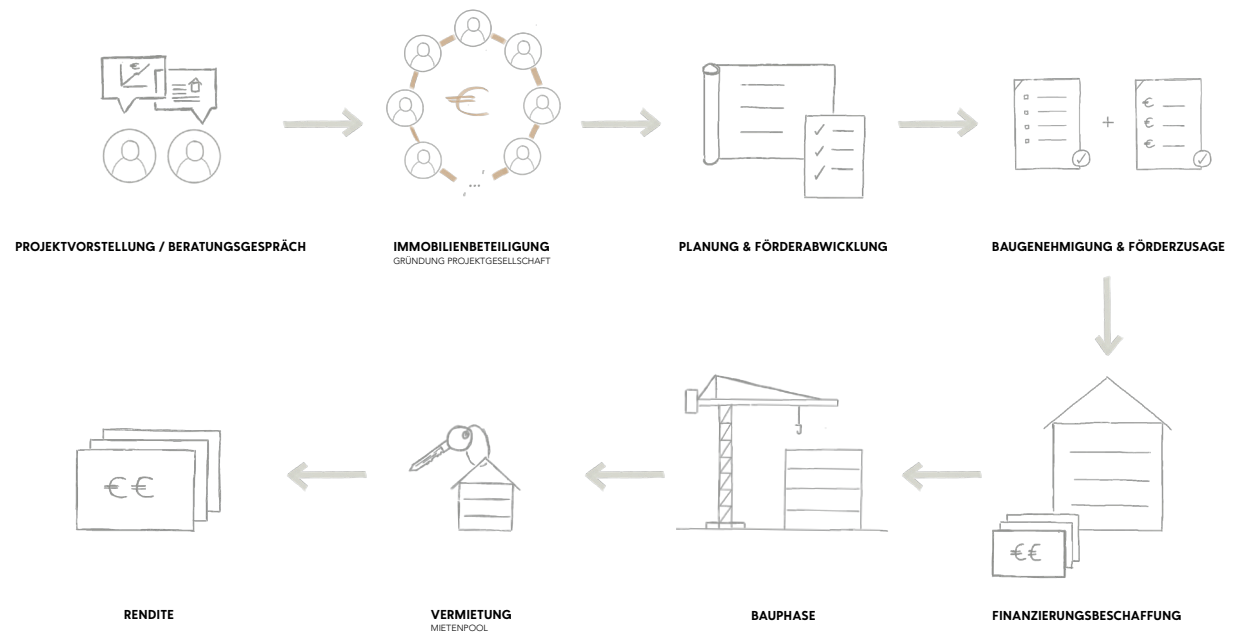 PROJEKTVORSTELLUNG / BERATUNGSGESPRÄCH
IMMOBILIENBETEILIGUNG
GRÜNDUNG PROJEKTGESELLSCHAFT
PLANUNG & FÖRDERABWICKLUNG
BAUGENEHMIGUNG & FÖRDERZUSAGE
FINANZIERUNGSBESCHAFFUNG
BAUPHASE
VERMIETUNG
MIETENPOOL
RENDITE